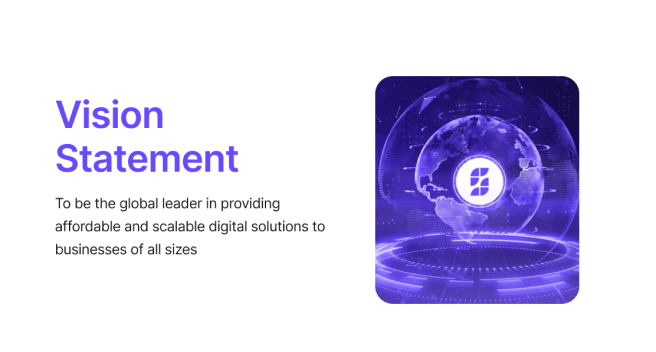 Vision
Statement
To be the global leader in providing
affordable and scalable digital solutions to
businesses of all sizes